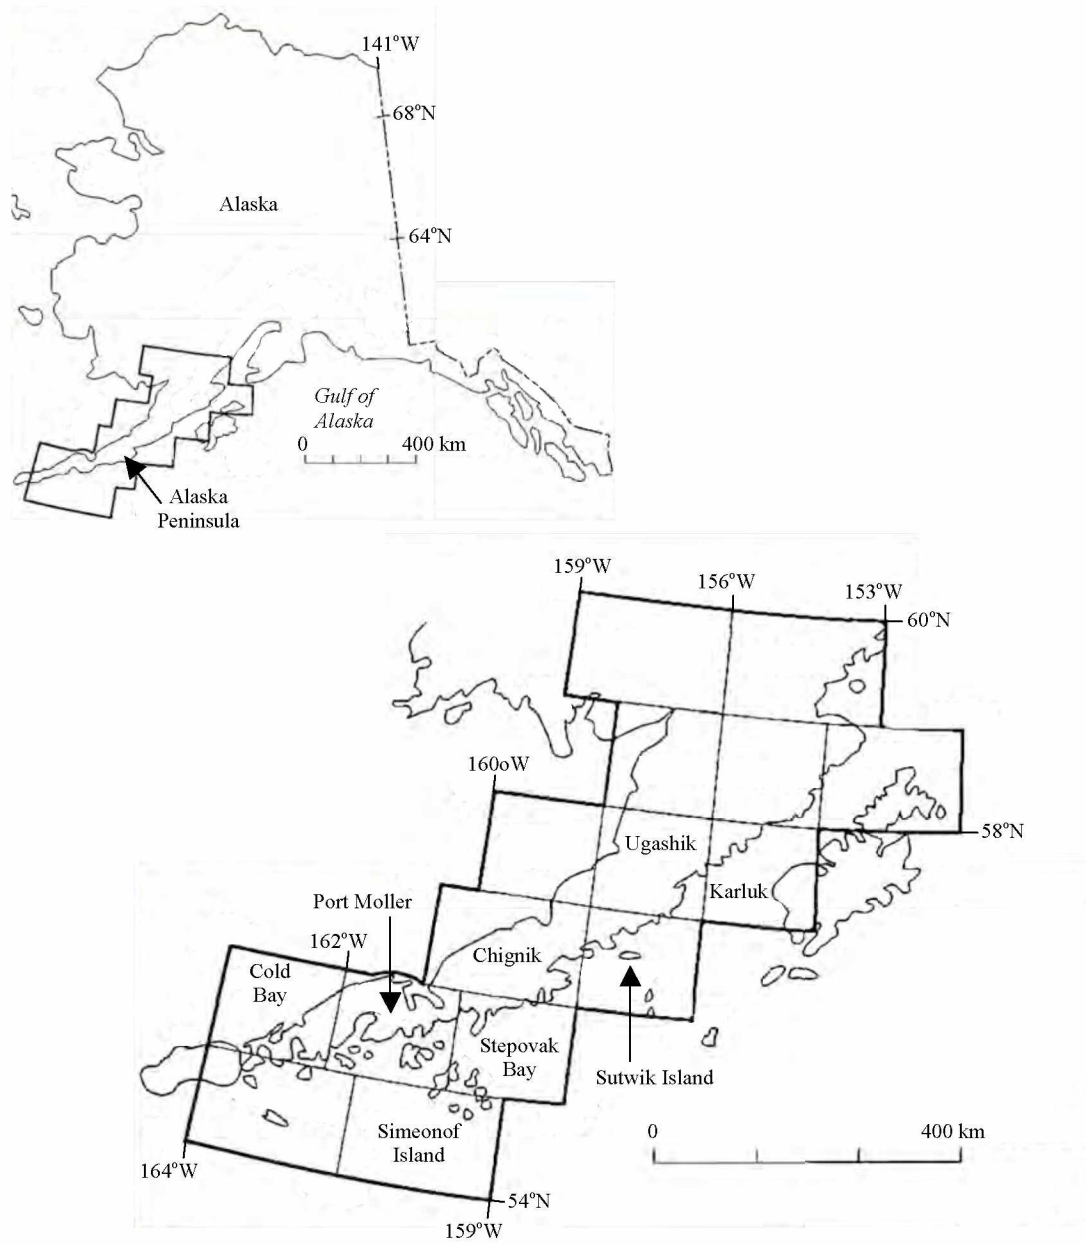 141°W
68°N
Alaska
64°N
Gulf of
Alaska
0 400 km
Alaska
Peninsula
159°W
156°W
153°W
60°N
160oW
58°N
Ugashik
Karluk
Port Moller
162°W
Chignik
Cold
Bay
Stepovak
Bay
Sutwik Island
Simeonof
Island
0 400 km
164°W
54°N
159°W